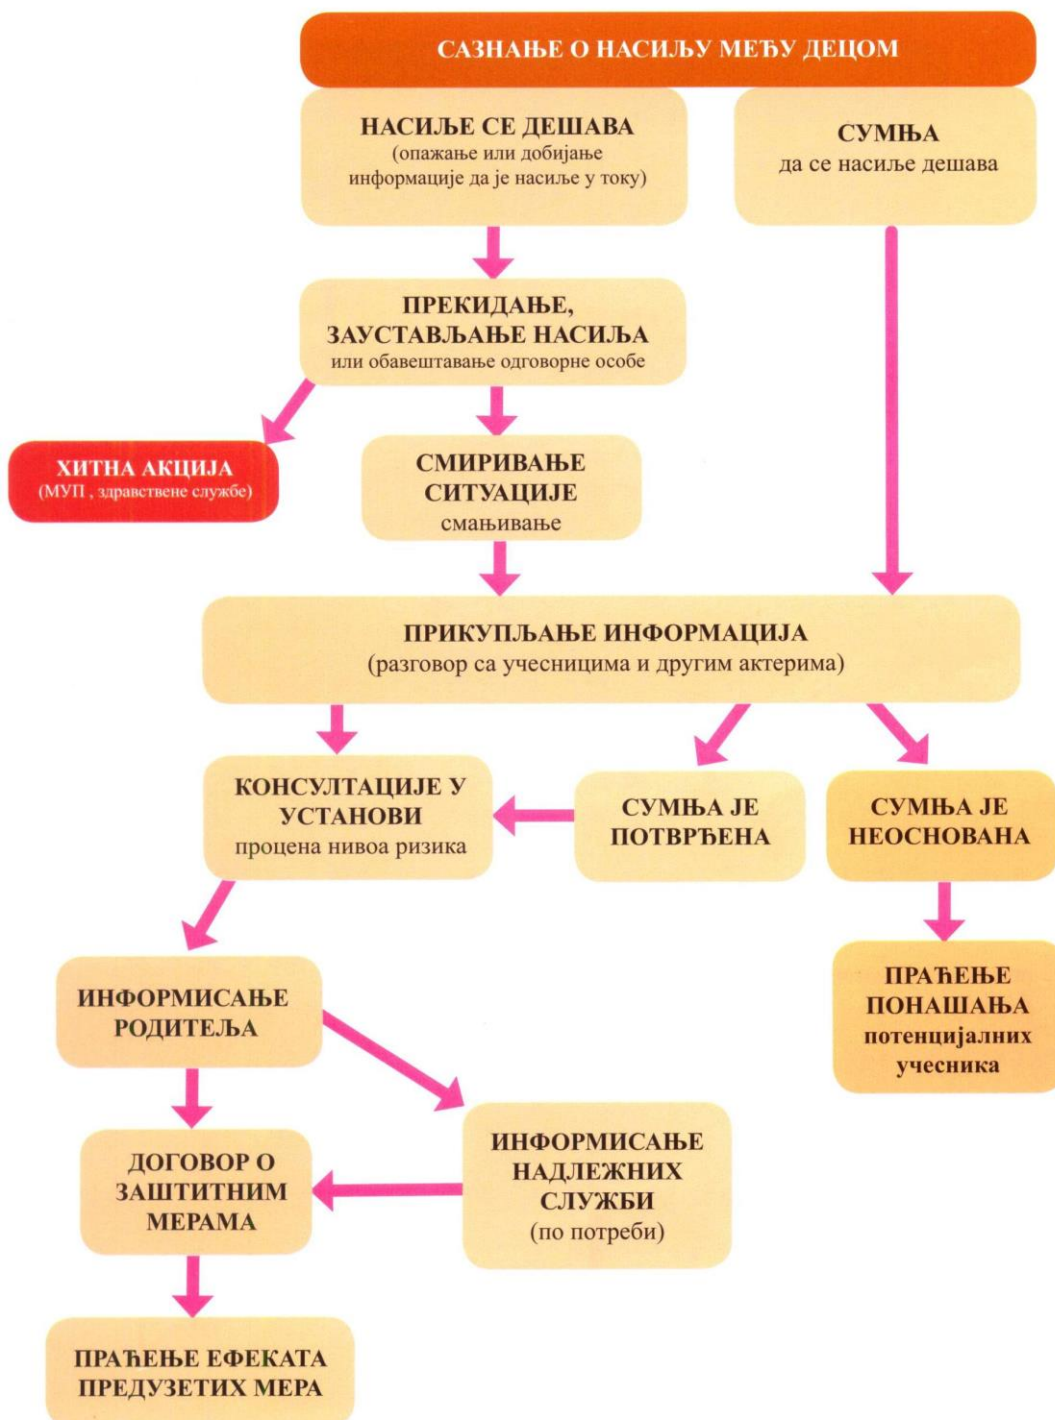 САЗНАЊЕ О НАСИЉУ МЕЂУ ДЕЦОМ
НАСИЉЕ СЕ ДЕШАВА
(опажање или добијање
информације да је насиље у току)
СУМЊА
да се насиље дешава
ПРЕКИДАЊЕ,
ЗАУСТАВЉАЊЕ НАСИЉА
или обавештавање одговорне особе
ХИТНА АКЦИЈА
(МУП , здравствене службе)
СМИРИВАЊЕ
СИТУАЦИЈЕ
смањивање
ПРИКУПЉАЊЕ ИНФОРМАЦИЈА
(разговор са учесницима и другим актерима)
КОНСУЛТАЦИЈЕ У
УСТАНОВИ
процена нивоа ризика
СУМЊА ЈЕ
ПОТВРЂЕНА
СУМЊА ЈЕ
НЕОСНОВАНА
ПРАЋЕЊЕ
ПОНАШАЊА
потенцијалних
учесника
ИНФОРМИСАЊЕ
РОДИТЕЉА
ИНФОРМИСАЊЕ
НАДЛЕЖНИХ
СЛУЖБИ
(по потреби)
ДОГОВОР О
ЗАШТИТНИМ
МЕРАМА
ПРАЋЕЊЕ ЕФЕКАТА
ПРЕДУЗЕТИХ МЕРА